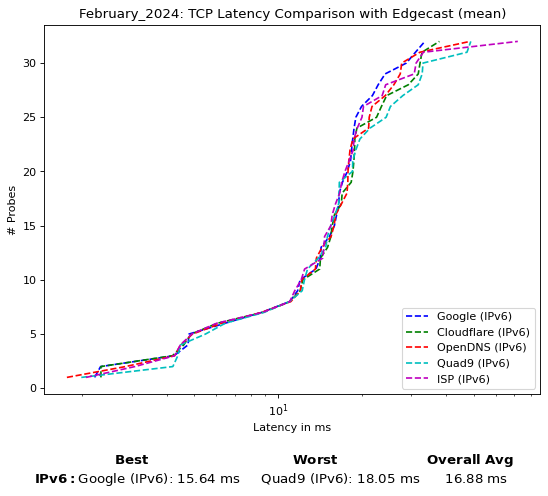 February_2024: TCP Latency Comparison with Edgecast (mean)
30
25
20
15
10
5
0
# Probes
Google (IPv6)
Cloudflare (IPv6)
OpenDNS (IPv6)
Quad9 (IPv6)
ISP (IPv6)
10¹
Latency in ms
Best Worst Overall Avg
IPv6: Google (IPv6): 15.64 ms Quad9 (IPv6): 18.05 ms 16.88 ms